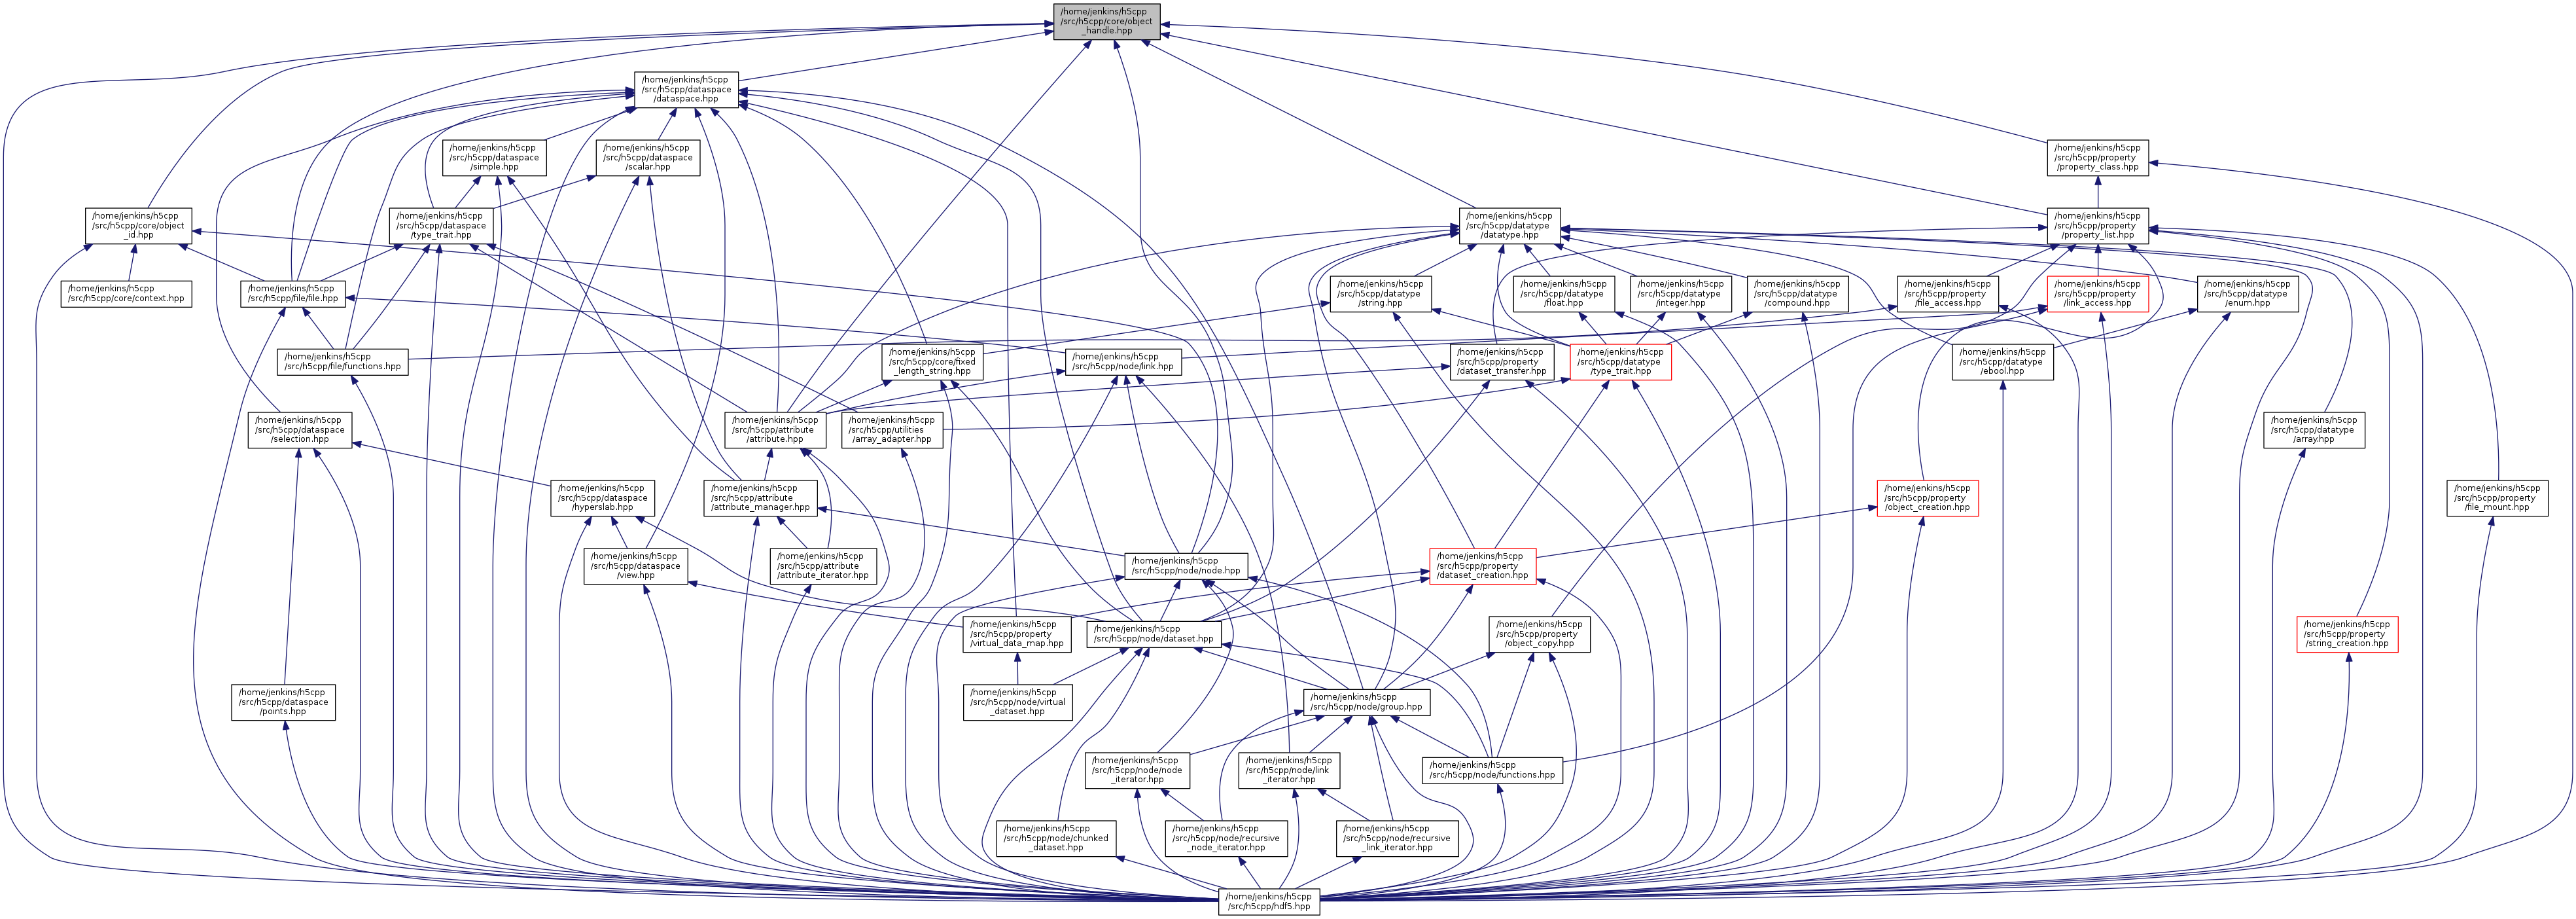 /home/jenkins/h5cpp
/src/h5cpp/core/object
_handle.hpp
/home/jenkins/h5cpp
/src/h5cpp/dataspace
/dataspace.hpp
/home/jenkins/h5cpp
/src/h5cpp/dataspace
/simple.hpp
/home/jenkins/h5cpp
/src/h5cpp/dataspace
/scalar.hpp
/home/jenkins/h5cpp
/src/h5cpp/property
/property_class.hpp
/home/jenkins/h5cpp
/src/h5cpp/core/object
_id.hpp
/home/jenkins/h5cpp
/src/h5cpp/dataspace
/type_trait.hpp
/home/jenkins/h5cpp
/src/h5cpp/datatype
/datatype.hpp
/home/jenkins/h5cpp
/src/h5cpp/property
/property_list.hpp
/home/jenkins/h5cpp
/src/h5cpp/core/context.hpp
/home/jenkins/h5cpp
/src/h5cpp/file/file.hpp
/home/jenkins/h5cpp
/src/h5cpp/datatype
/string.hpp
/home/jenkins/h5cpp
/src/h5cpp/datatype
/float.hpp
/home/jenkins/h5cpp
/src/h5cpp/datatype
/integer.hpp
/home/jenkins/h5cpp
/src/h5cpp/datatype
/compound.hpp
/home/jenkins/h5cpp
/src/h5cpp/property
/file_access.hpp
/home/jenkins/h5cpp
/src/h5cpp/property
/link_access.hpp
/home/jenkins/h5cpp
/src/h5cpp/datatype
/enum.hpp
/home/jenkins/h5cpp
/src/h5cpp/file/functions.hpp
/home/jenkins/h5cpp
/src/h5cpp/core/fixed
_length_string.hpp
/home/jenkins/h5cpp
/src/h5cpp/node/link.hpp
/home/jenkins/h5cpp
/src/h5cpp/property
/dataset_transfer.hpp
/home/jenkins/h5cpp
/src/h5cpp/datatype
/type_trait.hpp
/home/jenkins/h5cpp
/src/h5cpp/datatype
/ebool.hpp
/home/jenkins/h5cpp
/src/h5cpp/dataspace
/selection.hpp
/home/jenkins/h5cpp
/src/h5cpp/attribute
/attribute.hpp
/home/jenkins/h5cpp
/src/h5cpp/utilities
/array_adapter.hpp
/home/jenkins/h5cpp
/src/h5cpp/datatype
/array.hpp
/home/jenkins/h5cpp
/src/h5cpp/dataspace
/hyperslab.hpp
/home/jenkins/h5cpp
/src/h5cpp/attribute
/attribute_manager.hpp
/home/jenkins/h5cpp
/src/h5cpp/property
/object_creation.hpp
/home/jenkins/h5cpp
/src/h5cpp/property
/file_mount.hpp
/home/jenkins/h5cpp
/src/h5cpp/dataspace
/view.hpp
/home/jenkins/h5cpp
/src/h5cpp/attribute
/attribute_iterator.hpp
/home/jenkins/h5cpp
/src/h5cpp/node/node.hpp
/home/jenkins/h5cpp
/src/h5cpp/property
/dataset_creation.hpp
/home/jenkins/h5cpp
/src/h5cpp/property
/virtual_data_map.hpp
/home/jenkins/h5cpp
/src/h5cpp/node/dataset.hpp
/home/jenkins/h5cpp
/src/h5cpp/property
/object_copy.hpp
/home/jenkins/h5cpp
/src/h5cpp/property
/string_creation.hpp
/home/jenkins/h5cpp
/src/h5cpp/dataspace
/points.hpp
/home/jenkins/h5cpp
/src/h5cpp/node/virtual
_dataset.hpp
/home/jenkins/h5cpp
/src/h5cpp/node/group.hpp
/home/jenkins/h5cpp
/src/h5cpp/node/node
_iterator.hpp
/home/jenkins/h5cpp
/src/h5cpp/node/link
_iterator.hpp
/home/jenkins/h5cpp
/src/h5cpp/node/functions.hpp
/home/jenkins/h5cpp
/src/h5cpp/node/chunked
_dataset.hpp
/home/jenkins/h5cpp
/src/h5cpp/node/recursive
_node_iterator.hpp
/home/jenkins/h5cpp
/src/h5cpp/node/recursive
_link_iterator.hpp
/home/jenkins/h5cpp
/src/h5cpp/hdf5.hpp